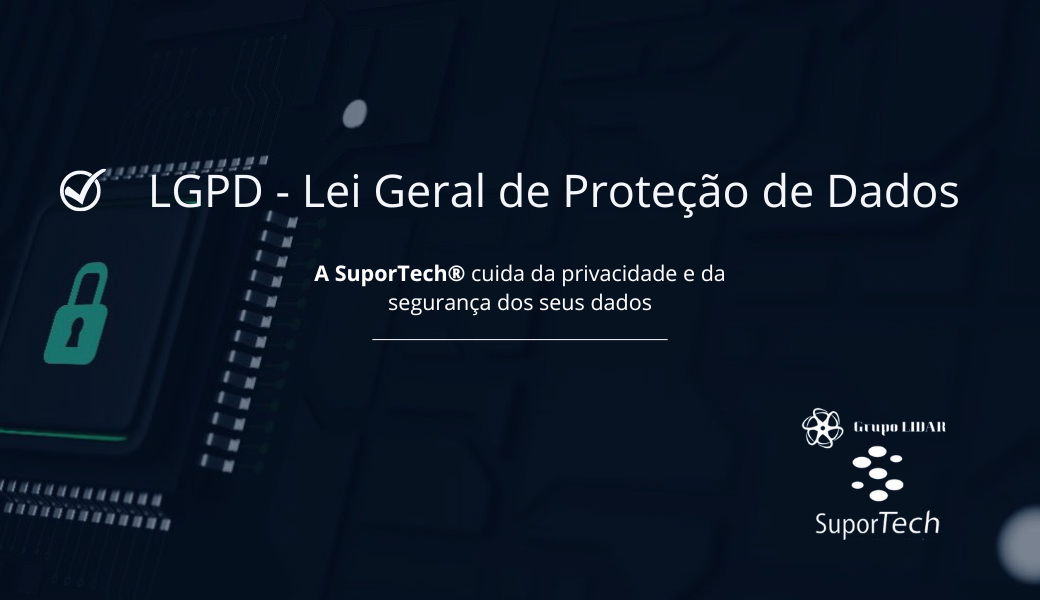 LGPD - Lei Geral de Proteção de Dados
A SuporTech® cuida da privacidade e da
segurança dos seus dados
Grupo LIDAR
SuporTech